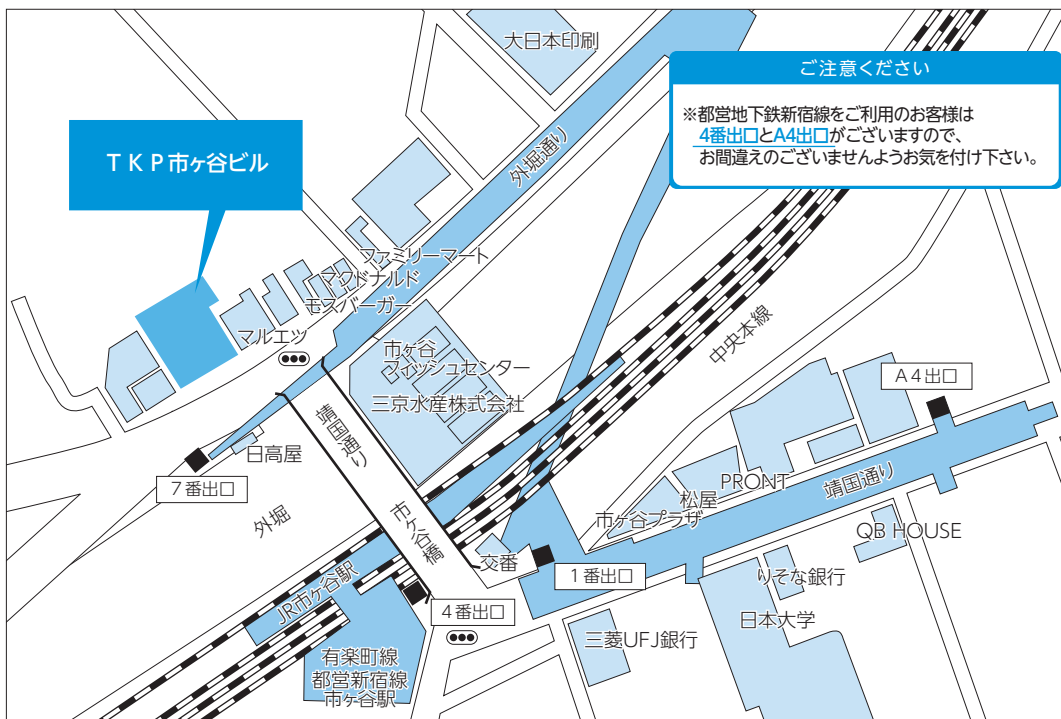 大日本印刷
ご注意ください
※都営地下鉄新宿線をご利用のお客様は
4番出口とA4出口がございますので、
お間違えのございませんようお気を付け下さい。
TKP市ヶ谷ビル
外堀通り
ファミリーマート
マクドナルド
モスバーガー
マルエツ
市ヶ谷
フィッシュセンター
三京水産株式会社
中央本線
A4出口
靖国通り
日高屋
7番出口
外堀
市ヶ谷橋
PRONT
松屋
市ヶ谷プラザ
靖国通り
QB HOUSE
交番
1番出口
りそな銀行
JR市ヶ谷駅
4番出口
日本大学
三菱UFJ銀行
有楽町線
都営新宿線
市ヶ谷駅